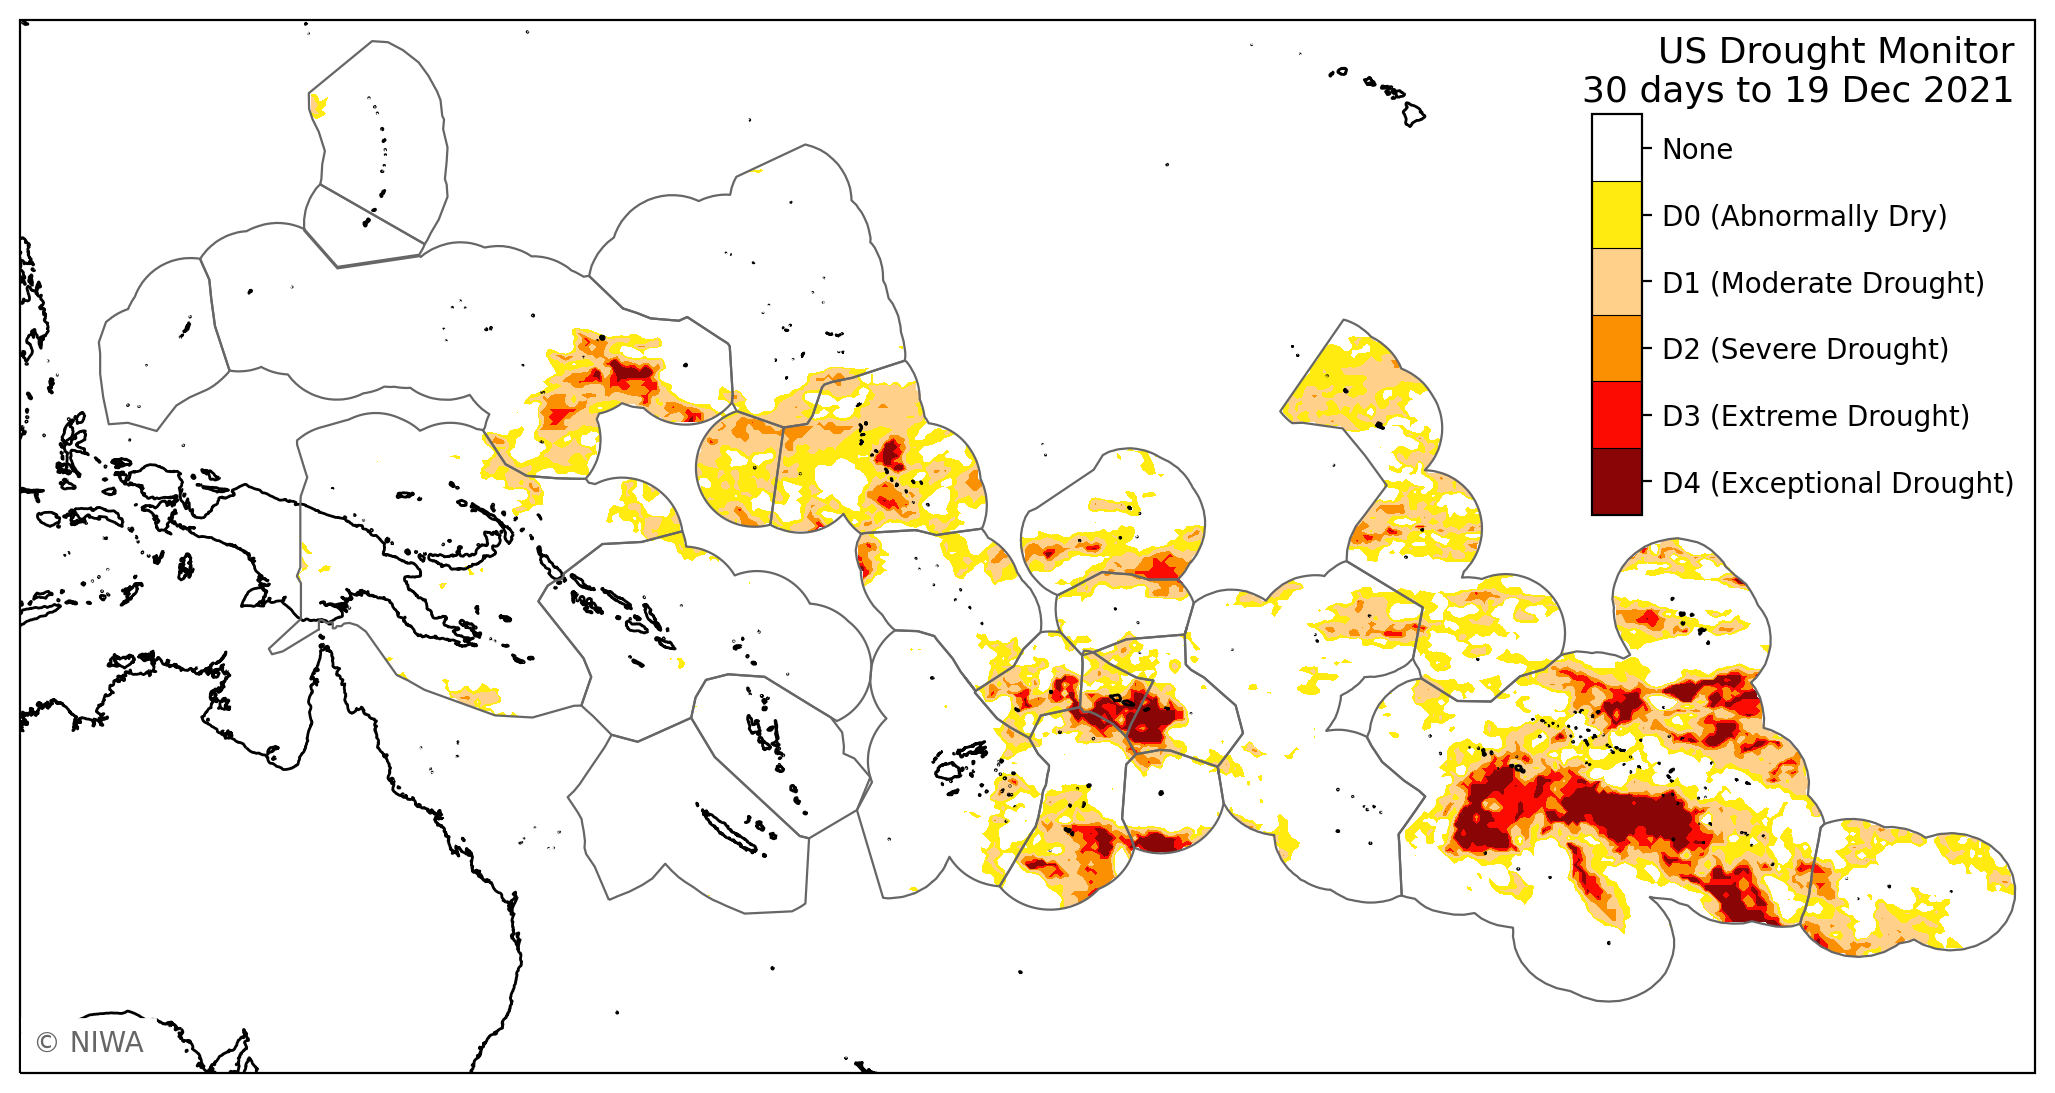 US Drought Monitor
30 days to 19 Dec 2021
None
D0 (Abnormally Dry)
D1 (Moderate Drought)
D2 (Severe Drought)
D3 (Extreme Drought)
D4 (Exceptional Drought)
© NIWA